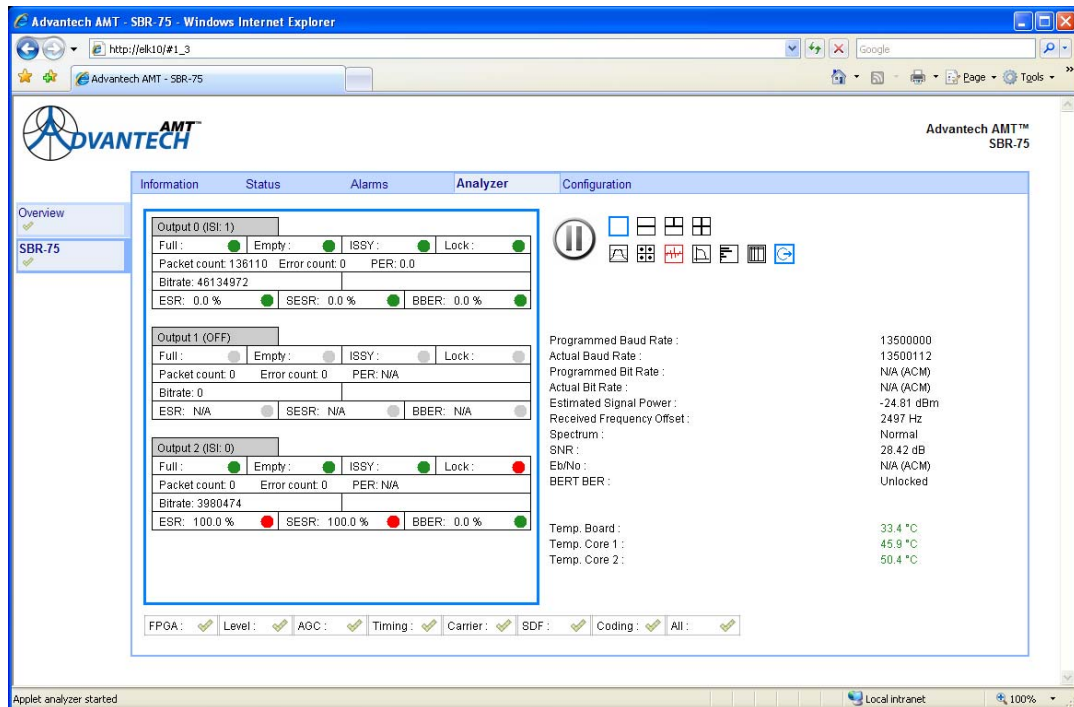 Advantech AMT - SBR-75 - Windows Internet Explorer
http://elk10/#1_3
Google
Advantech AMT - SBR-75
Page
Tools
ADVANTECH AMT™
Advantech AMT™
SBR-75
Information Status Alarms Analyzer Configuration
Overview
SBR-75
Output 0 (ISI: 1)
Full : Empty : ISSY : Lock :
Packet count: 136110 Error count: 0 PER: 0.0
Bitrate: 46134972
ESR: 0.0 % SESR: 0.0 % BBER: 0.0 %
Output 1 (OFF)
Full : Empty : ISSY : Lock :
Packet count: 0 Error count: 0 PER: N/A
Bitrate: 0
ESR: N/A SESR: N/A BBER: N/A
Output 2 (ISI: 0)
Full : Empty : ISSY : Lock :
Packet count: 0 Error count: 0 PER: N/A
Bitrate: 3980474
ESR: 100.0 % SESR: 100.0 % BBER: 0.0 %
Programmed Baud Rate : 13500000
Actual Baud Rate : 13500112
Programmed Bit Rate : N/A (ACM)
Actual Bit Rate : N/A (ACM)
Estimated Signal Power : -24.81 dBm
Received Frequency Offset : 2497 Hz
Spectrum : Normal
SNR : 28.42 dB
Eb/No : N/A (ACM)
BERT BER : Unlocked
Temp. Board : 33.4 °C
Temp. Core 1 : 45.9 °C
Temp. Core 2 : 50.4 °C
FPGA : Level : AGC : Timing : Carrier : SDF : Coding : All :
Applet analyzer started
Local intranet
100%